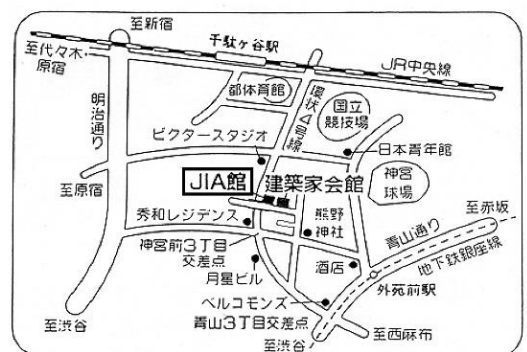 至新宿
千駄ヶ谷駅
至代々木・
原宿
JR中央線
都体育館
環状4号線
国立
競技場
明治通り
ビクタースタジオ
日本青年館
JIA館
建築家会館
神宮
球場
至原宿
秀和レジデンス
熊野
神社
至赤坂
青山通り
神宮前3丁目
交差点
地下鉄銀座線
月星ビル
酒店
外苑前駅
ベルコモンズ
青山3丁目交差点
至渋谷
至西麻布
至渋谷